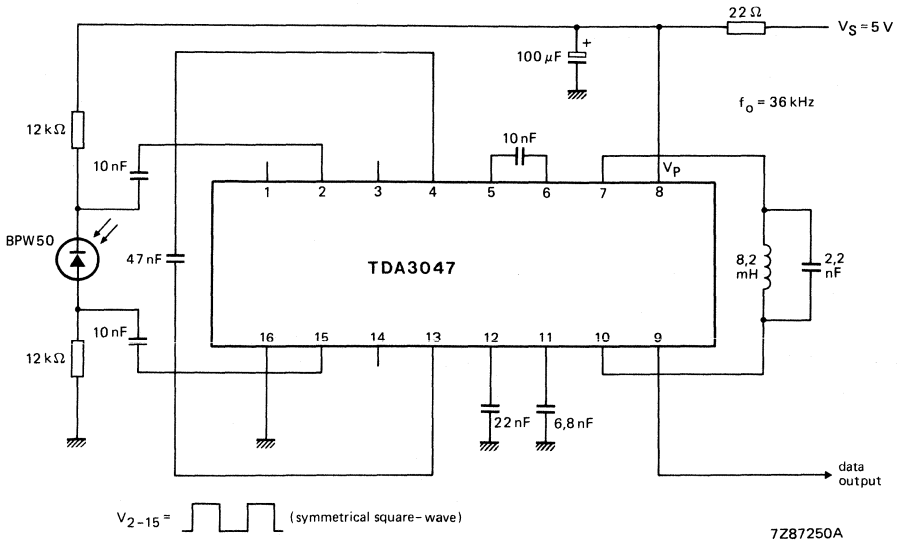 22 Ω
V_S = 5 V
+
100 μF
f_o = 36 kHz
12 kΩ
10 nF
10 nF
V_P
1 2 3 4 5 6 7 8
BPW50
47 nF
TDA3047
8,2
mH
2,2
nF
10 nF
12 kΩ
16 15 14 13 12 11 10 9
22 nF
6,8 nF
data
output
V_2-15 = (symmetrical square-wave)
7Z87250A